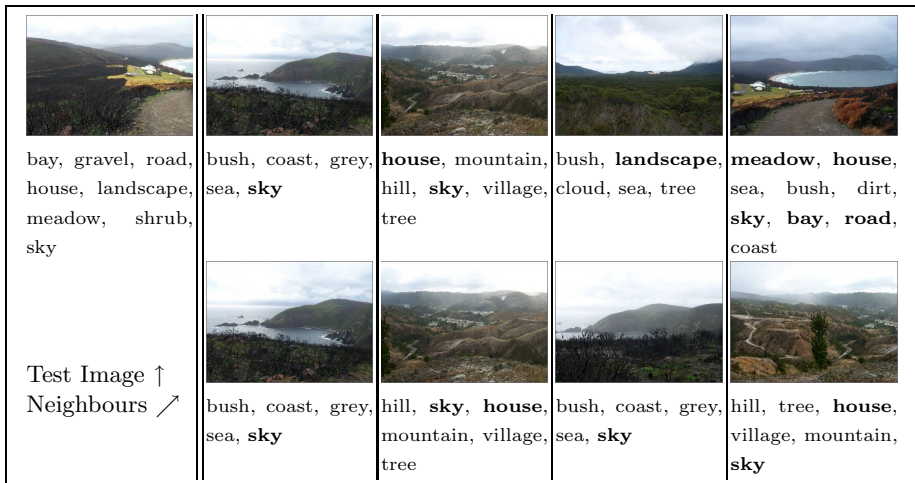 bay, gravel, road,
house, landscape,
meadow, shrub,
sky
bush, coast, grey,
sea, sky
house, mountain,
hill, sky, village,
tree
bush, landscape,
cloud, sea, tree
meadow, house,
sea, bush, dirt,
sky, bay, road,
coast
Test Image ↑
Neighbours ↗
bush, coast, grey,
sea, sky
hill, sky, house,
mountain, village,
tree
bush, coast, grey,
sea, sky
hill, tree, house,
village, mountain,
sky